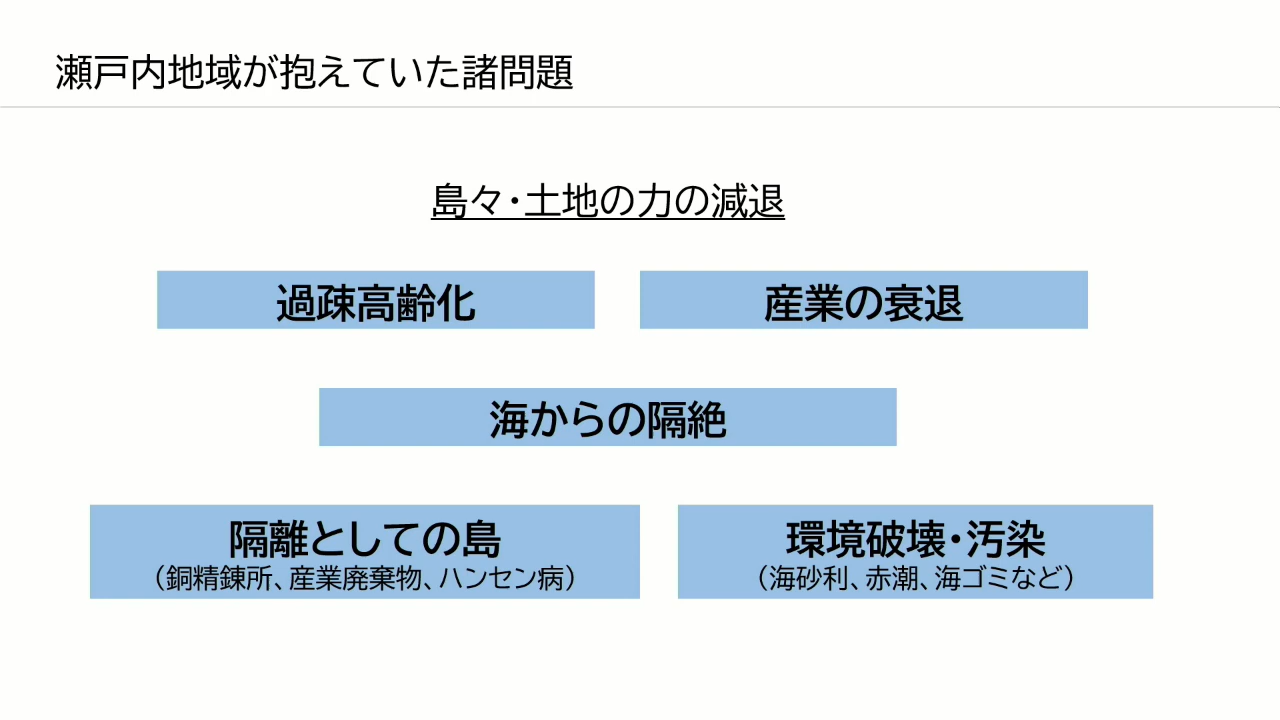 瀬戸内地域が抱えていた諸問題
島々・土地の力の減退
過疎高齢化
産業の衰退
海からの隔絶
隔離としての島
（銅精錬所、産業廃棄物、ハンセン病）
環境破壊・汚染
（海砂利、赤潮、海ゴミなど）